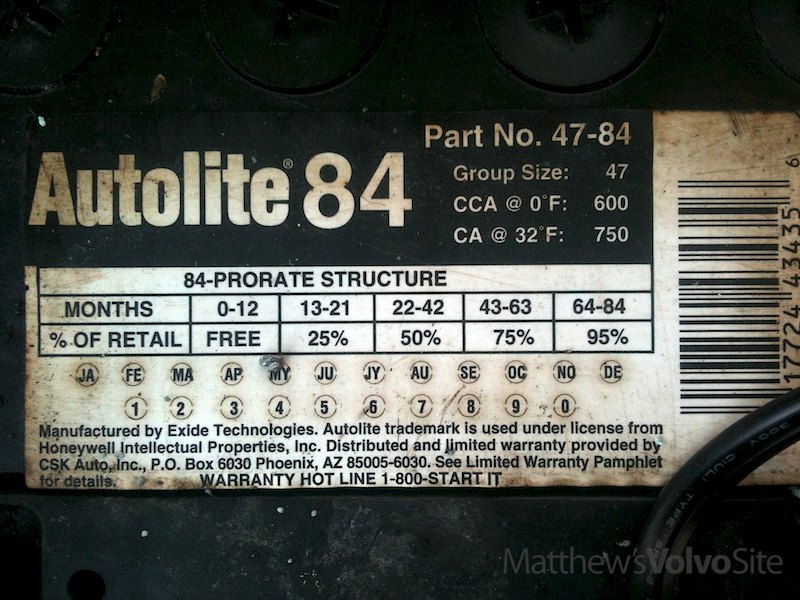 Autolite® 84
Part No. 47-84
Group Size: 47
CCA @ 0°F: 600
CA @ 32°F: 750
84-PRORATE STRUCTURE
MONTHS 0-12 13-21 22-42 43-63 64-84
% OF RETAIL FREE 25% 50% 75% 95%
JA FE MA AP MY JU JY AU SE OC NO DE
1 2 3 4 5 6 7 8 9 0
Manufactured by Exide Technologies. Autolite trademark is used under license from
Honeywell Intellectual Properties, Inc. Distributed and limited warranty provided by
CSK Auto, Inc., P.O. Box 6030 Phoenix, AZ 85005-6030. See Limited Warranty Pamphlet
for details. WARRANTY HOT LINE 1-800-START IT
17724 43435 6
300V
TYPE
Matthew'sVolvoSite